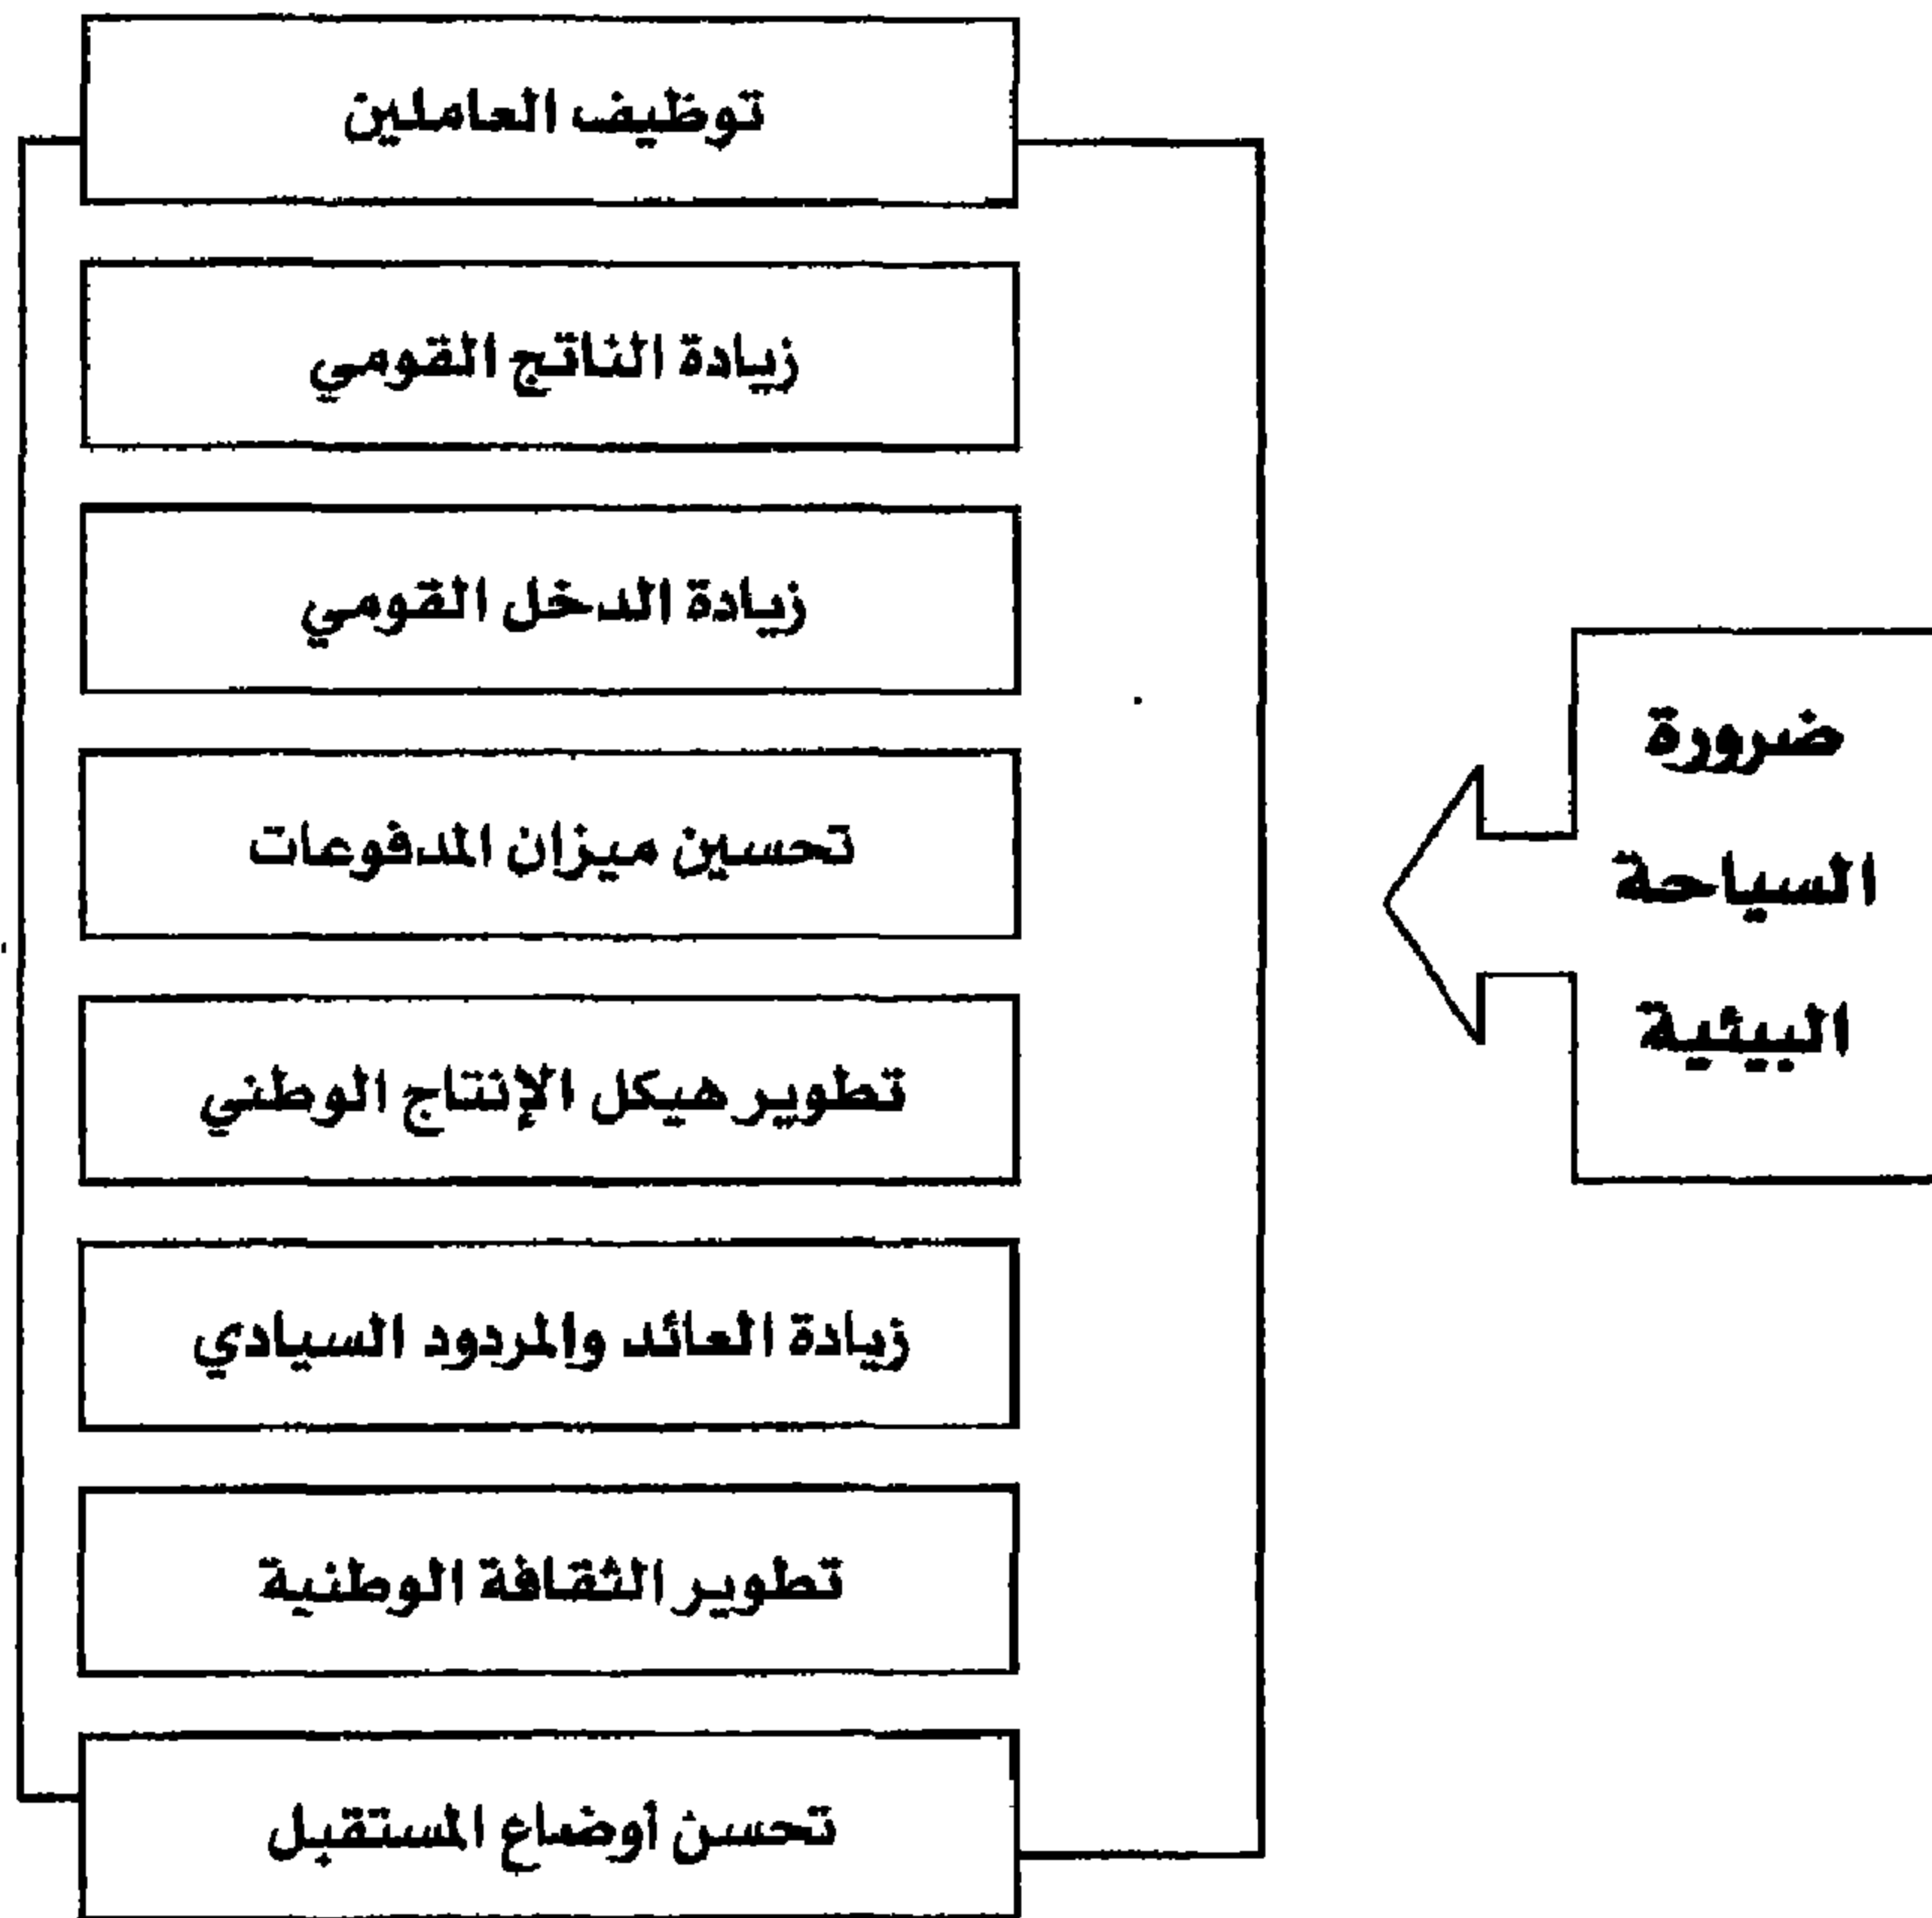 ضرورة
السياحة
البيئية
توظيف العاملين
زيادة الناتج القومي
زيادة الدخل القومي
تحسين ميزان المدفوعات
تطوير هيكل الإنتاج الوطني
زيادة العائد والمردود السيادي
تطوير الثقافة الوطنية
تحسن أوضاع المستقبل